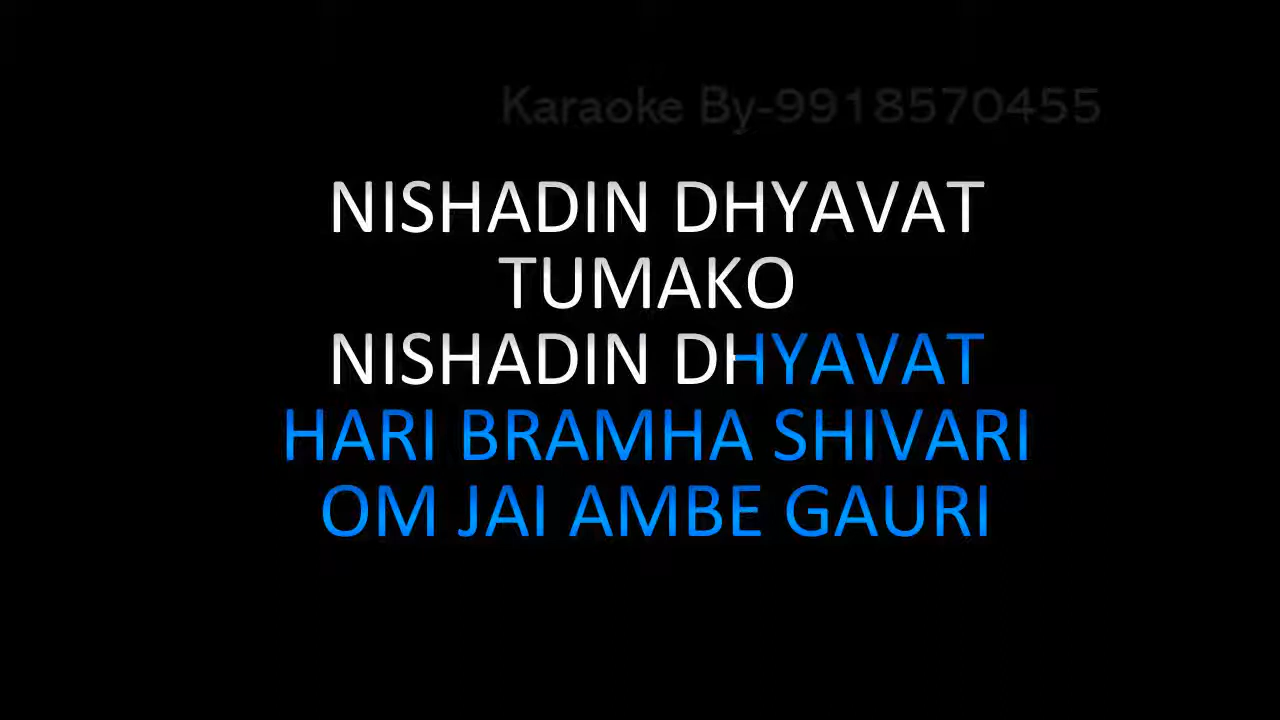 Karaoke By-9918570455
NISHADIN DHYAVAT
TUMAKO
NISHADIN DHYAVAT
HARI BRAMHA SHIVARI
OM JAI AMBE GAURI